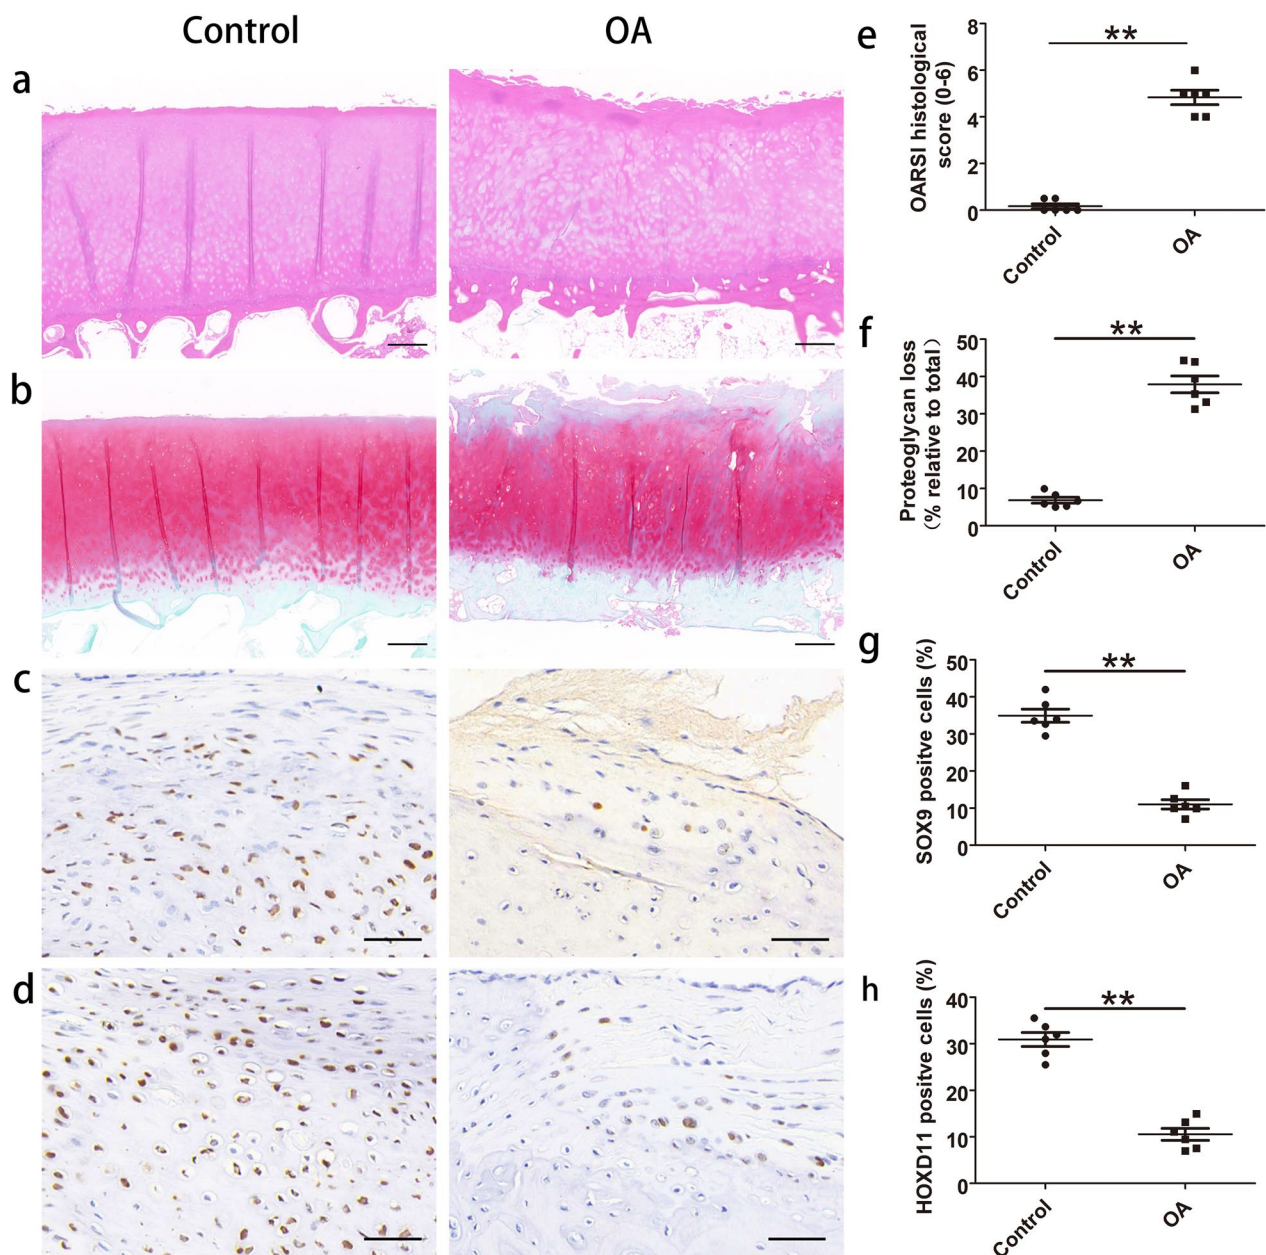 Control
OA
a
b
c
d
e
OARSI histological
score (0-6)
8
6
4
2
0
**
Control
OA
f
Proteoglycan loss
(% relative to total)
50
40
30
20
10
0
**
Control
OA
g
SOX9 positive cells (%)
50
40
30
20
10
0
**
Control
OA
h
HOXD11 positve cells (%)
40
30
20
10
0
**
Control
OA